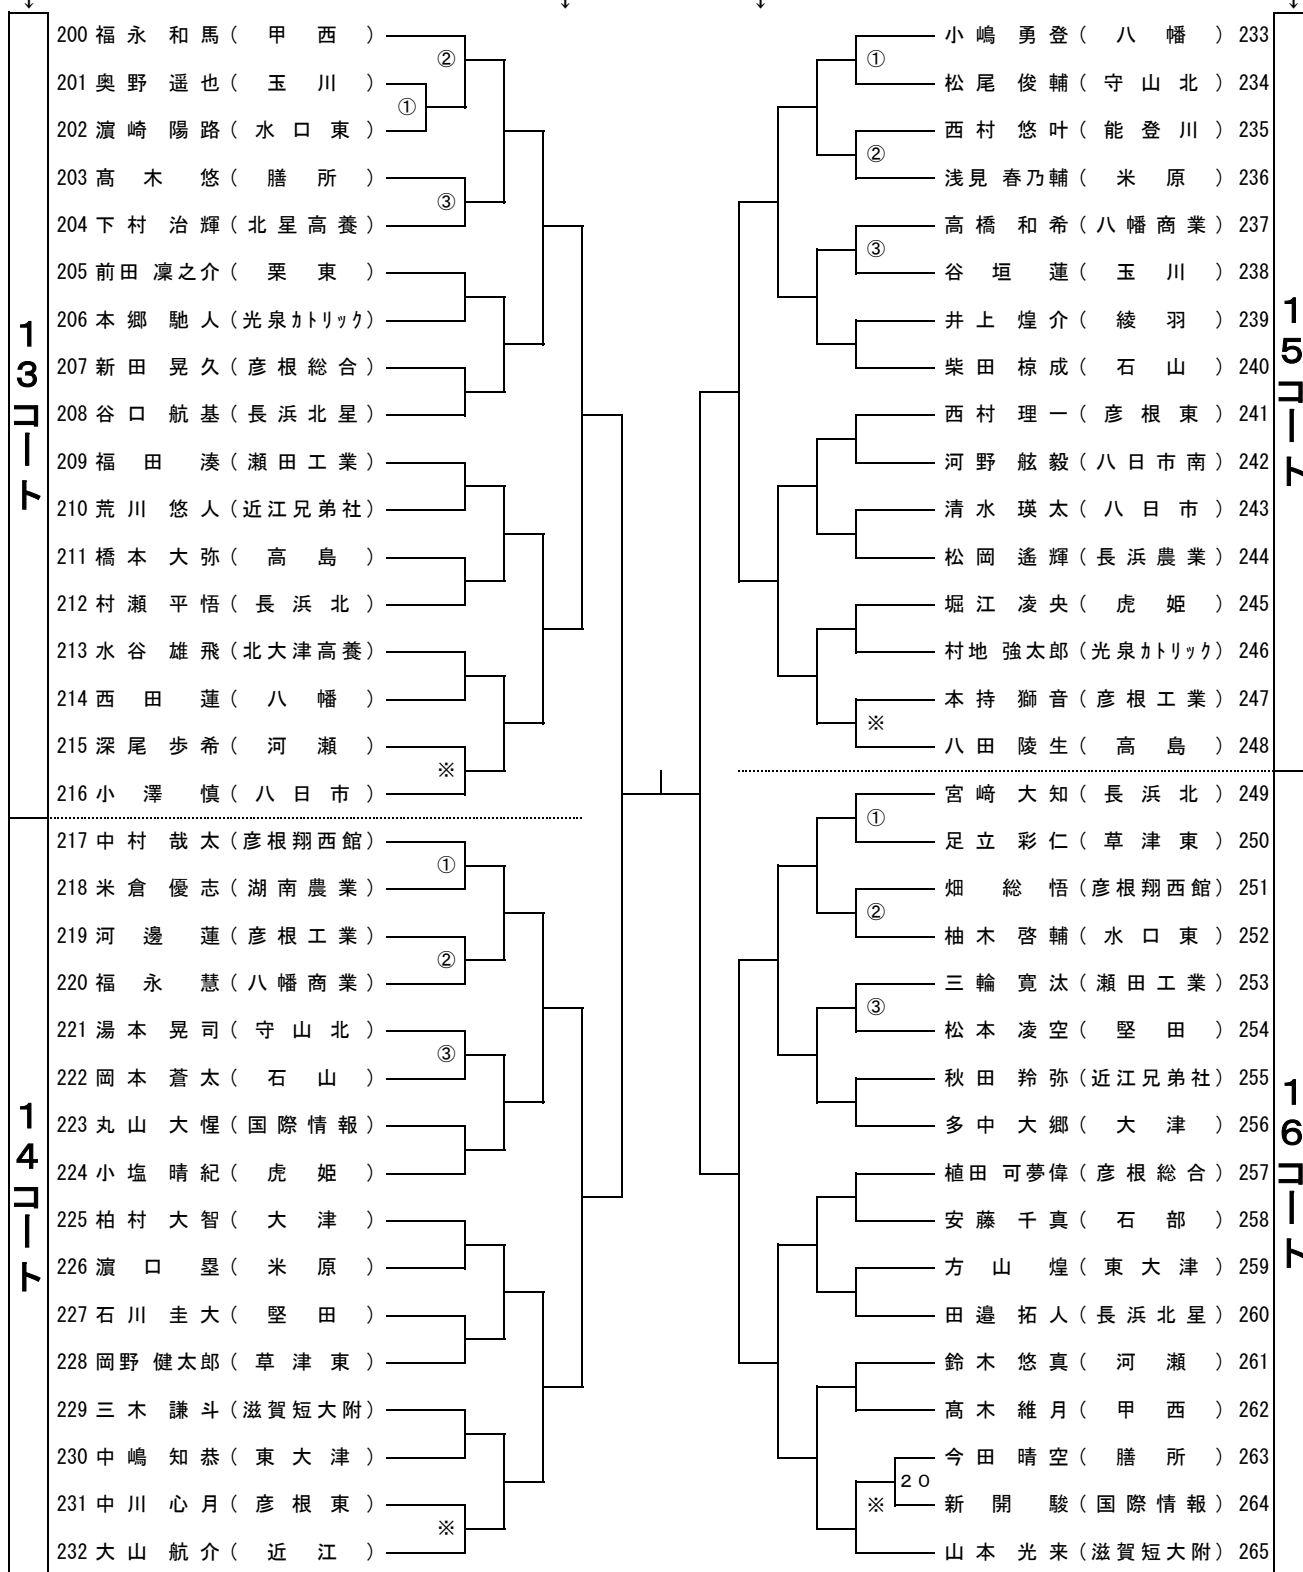 13コート
200 福永 和馬 ( 甲西 )
②
201 奥野 遥也 ( 玉川 )
①
202 濵崎 陽路 ( 水口東 )
203 髙木 悠 ( 膳所 )
③
204 下村 治輝 ( 北星高養 )
205 前田 凜之介 ( 栗東 )
206 本郷 馳人 (光泉カトリック)
207 新田 晃久 ( 彦根総合 )
208 谷口 航基 ( 長浜北星 )
209 福田 湊 ( 瀬田工業 )
210 荒川 悠人 (近江兄弟社)
211 橋本 大弥 ( 高島 )
212 村瀬 平悟 ( 長浜北 )
213 水谷 雄飛 (北大津高養)
214 西田 蓮 ( 八幡 )
215 深尾 歩希 ( 河瀬 )
※
216 小澤 慎 ( 八日市 )
14コート
217 中村 哉太 (彦根翔西館)
①
218 米倉 優志 ( 湖南農業 )
219 河邊 蓮 ( 彦根工業 )
②
220 福永 慧 ( 八幡商業 )
221 湯本 晃司 ( 守山北 )
③
222 岡本 蒼太 ( 石山 )
223 丸山 大惺 ( 国際情報 )
224 小塩 晴紀 ( 虎姫 )
225 柏村 大智 ( 大津 )
226 濵口 塁 ( 米原 )
227 石川 圭大 ( 堅田 )
228 岡野 健太郎 ( 草津東 )
229 三木 謙斗 (滋賀短大附)
230 中嶋 知恭 ( 東大津 )
231 中川 心月 ( 彦根東 )
※
232 大山 航介 ( 近江 )
15コート
小嶋 勇登 ( 八幡 ) 233
①
松尾 俊輔 ( 守山北 ) 234
西村 悠叶 ( 能登川 ) 235
②
浅見 春乃輔 ( 米原 ) 236
高橋 和希 ( 八幡商業 ) 237
③
谷垣 蓮 ( 玉川 ) 238
井上 煌介 ( 綾羽 ) 239
柴田 椋成 ( 石山 ) 240
西村 理一 ( 彦根東 ) 241
河野 舷毅 ( 八日市南 ) 242
清水 瑛太 ( 八日市 ) 243
松岡 遙輝 ( 長浜農業 ) 244
堀江 凌央 ( 虎姫 ) 245
村地 強太郎 (光泉カトリック) 246
本持 獅音 ( 彦根工業 ) 247
※
八田 陵生 ( 高島 ) 248
16コート
宮﨑 大知 ( 長浜北 ) 249
①
足立 彩仁 ( 草津東 ) 250
畑 総悟 (彦根翔西館) 251
②
柚木 啓輔 ( 水口東 ) 252
三輪 寛汰 ( 瀬田工業 ) 253
③
松本 凌空 ( 堅田 ) 254
秋田 羚弥 (近江兄弟社) 255
多中 大郷 ( 大津 ) 256
植田 可夢偉 ( 彦根総合 ) 257
安藤 千真 ( 石部 ) 258
方山 煌 ( 東大津 ) 259
田邉 拓人 ( 長浜北星 ) 260
鈴木 悠真 ( 河瀬 ) 261
髙木 維月 ( 甲西 ) 262
今田 晴空 ( 膳所 ) 263
20
※
新開 駿 ( 国際情報 ) 264
山本 光来 (滋賀短大附) 265